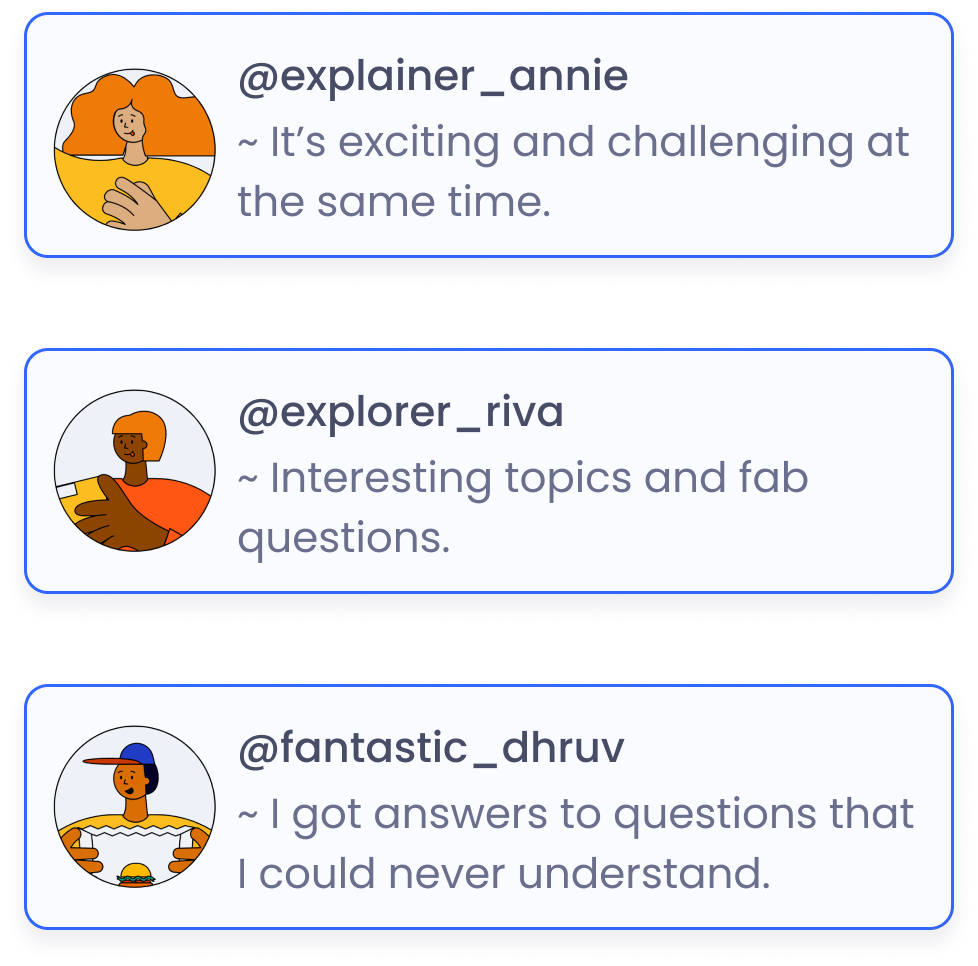 @explainer_annie
~ It’s exciting and challenging at
the same time.
@explorer_riva
~ Interesting topics and fab
questions.
@fantastic_dhruv
~ I got answers to questions that
I could never understand.